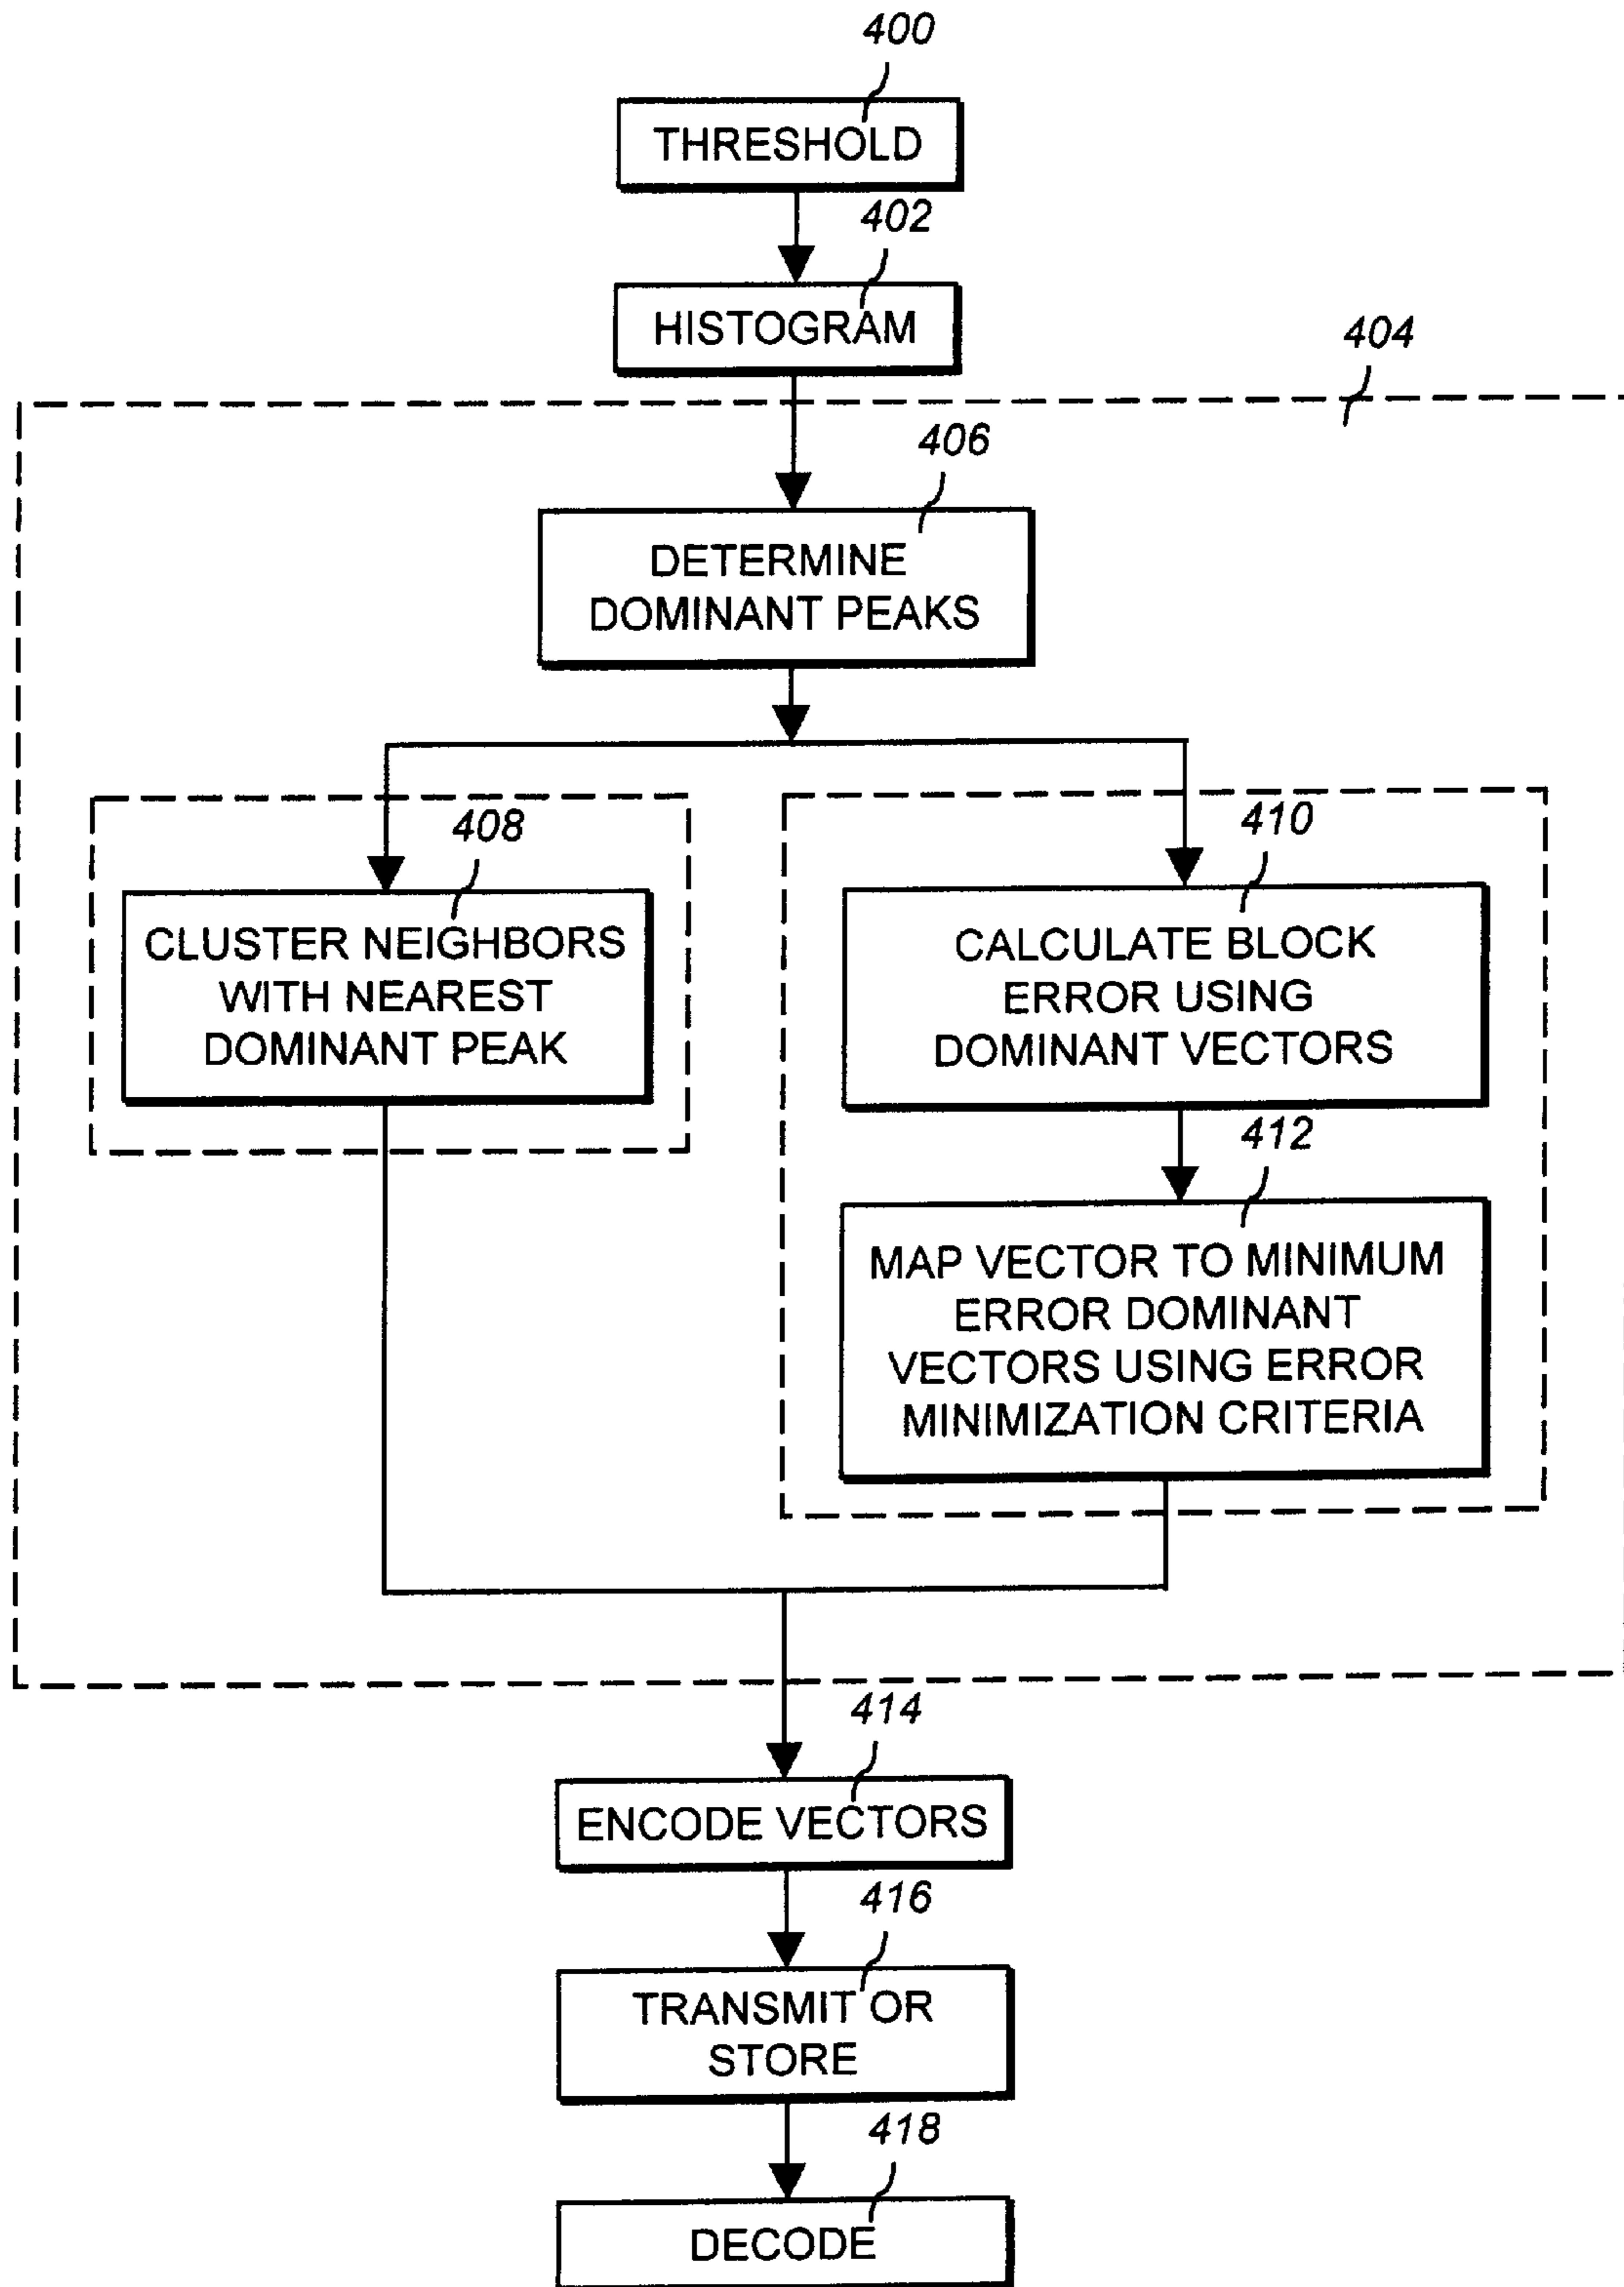 400
THRESHOLD
402
HISTOGRAM
404
406
DETERMINE
DOMINANT PEAKS
408
CLUSTER NEIGHBORS
WITH NEAREST
DOMINANT PEAK
410
CALCULATE BLOCK
ERROR USING
DOMINANT VECTORS
412
MAP VECTOR TO MINIMUM
ERROR DOMINANT
VECTORS USING ERROR
MINIMIZATION CRITERIA
414
ENCODE VECTORS
416
TRANSMIT OR
STORE
418
DECODE